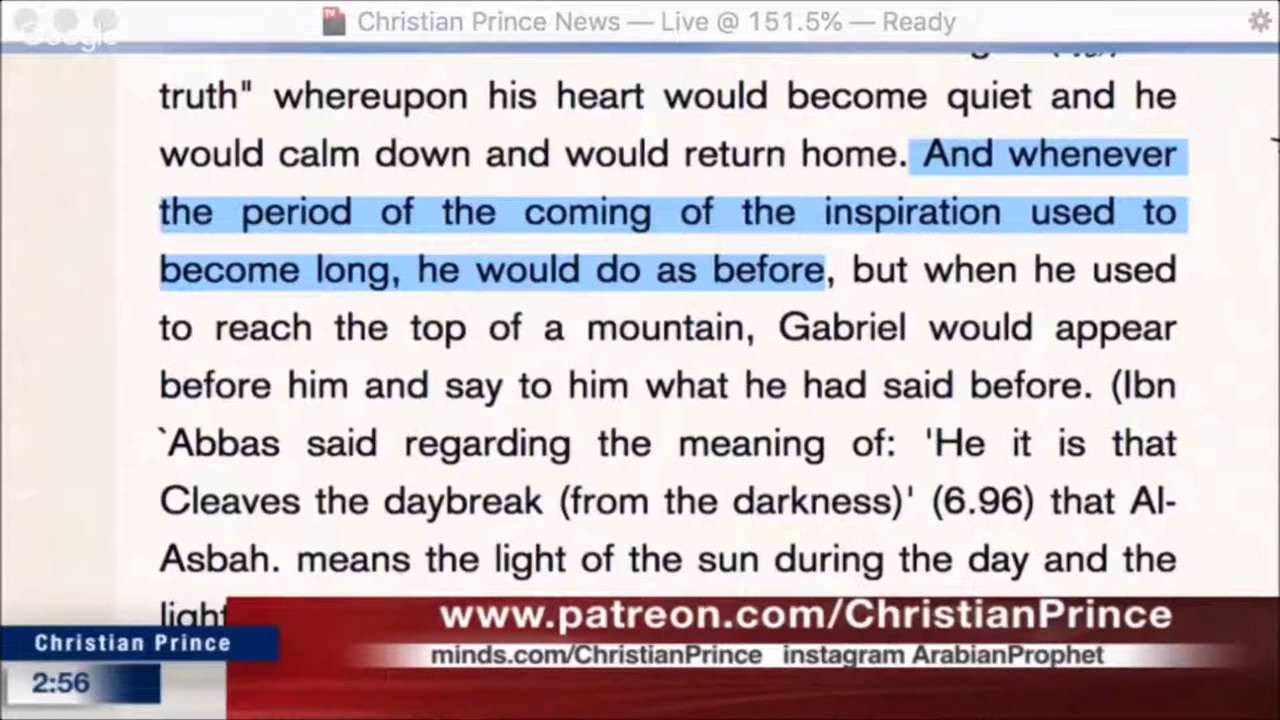 Christian Prince News — Live @ 151.5% — Ready
Google
truth" whereupon his heart would become quiet and he
would calm down and would return home. And whenever
the period of the coming of the inspiration used to
become long, he would do as before, but when he used
to reach the top of a mountain, Gabriel would appear
before him and say to him what he had said before. (Ibn
`Abbas said regarding the meaning of: 'He it is that
Cleaves the daybreak (from the darkness)' (6.96) that Al-
Asbah. means the light of the sun during the day and the
light
www.patreon.com/ChristianPrince
Christian Prince
minds.com/ChristianPrince instagram ArabianProphet
2:56